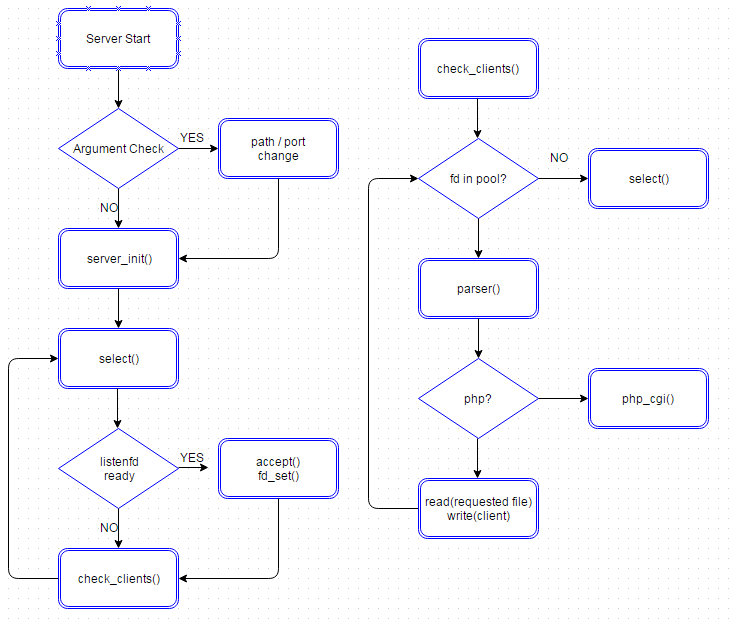 Server Start
Argument Check
YES
path / port
change
NO
server_init()
select()
listenfd
ready
YES
accept()
fd_set()
NO
check_clients()
check_clients()
fd in pool?
NO
select()
parser()
php?
php_cgi()
read(requested file)
write(client)